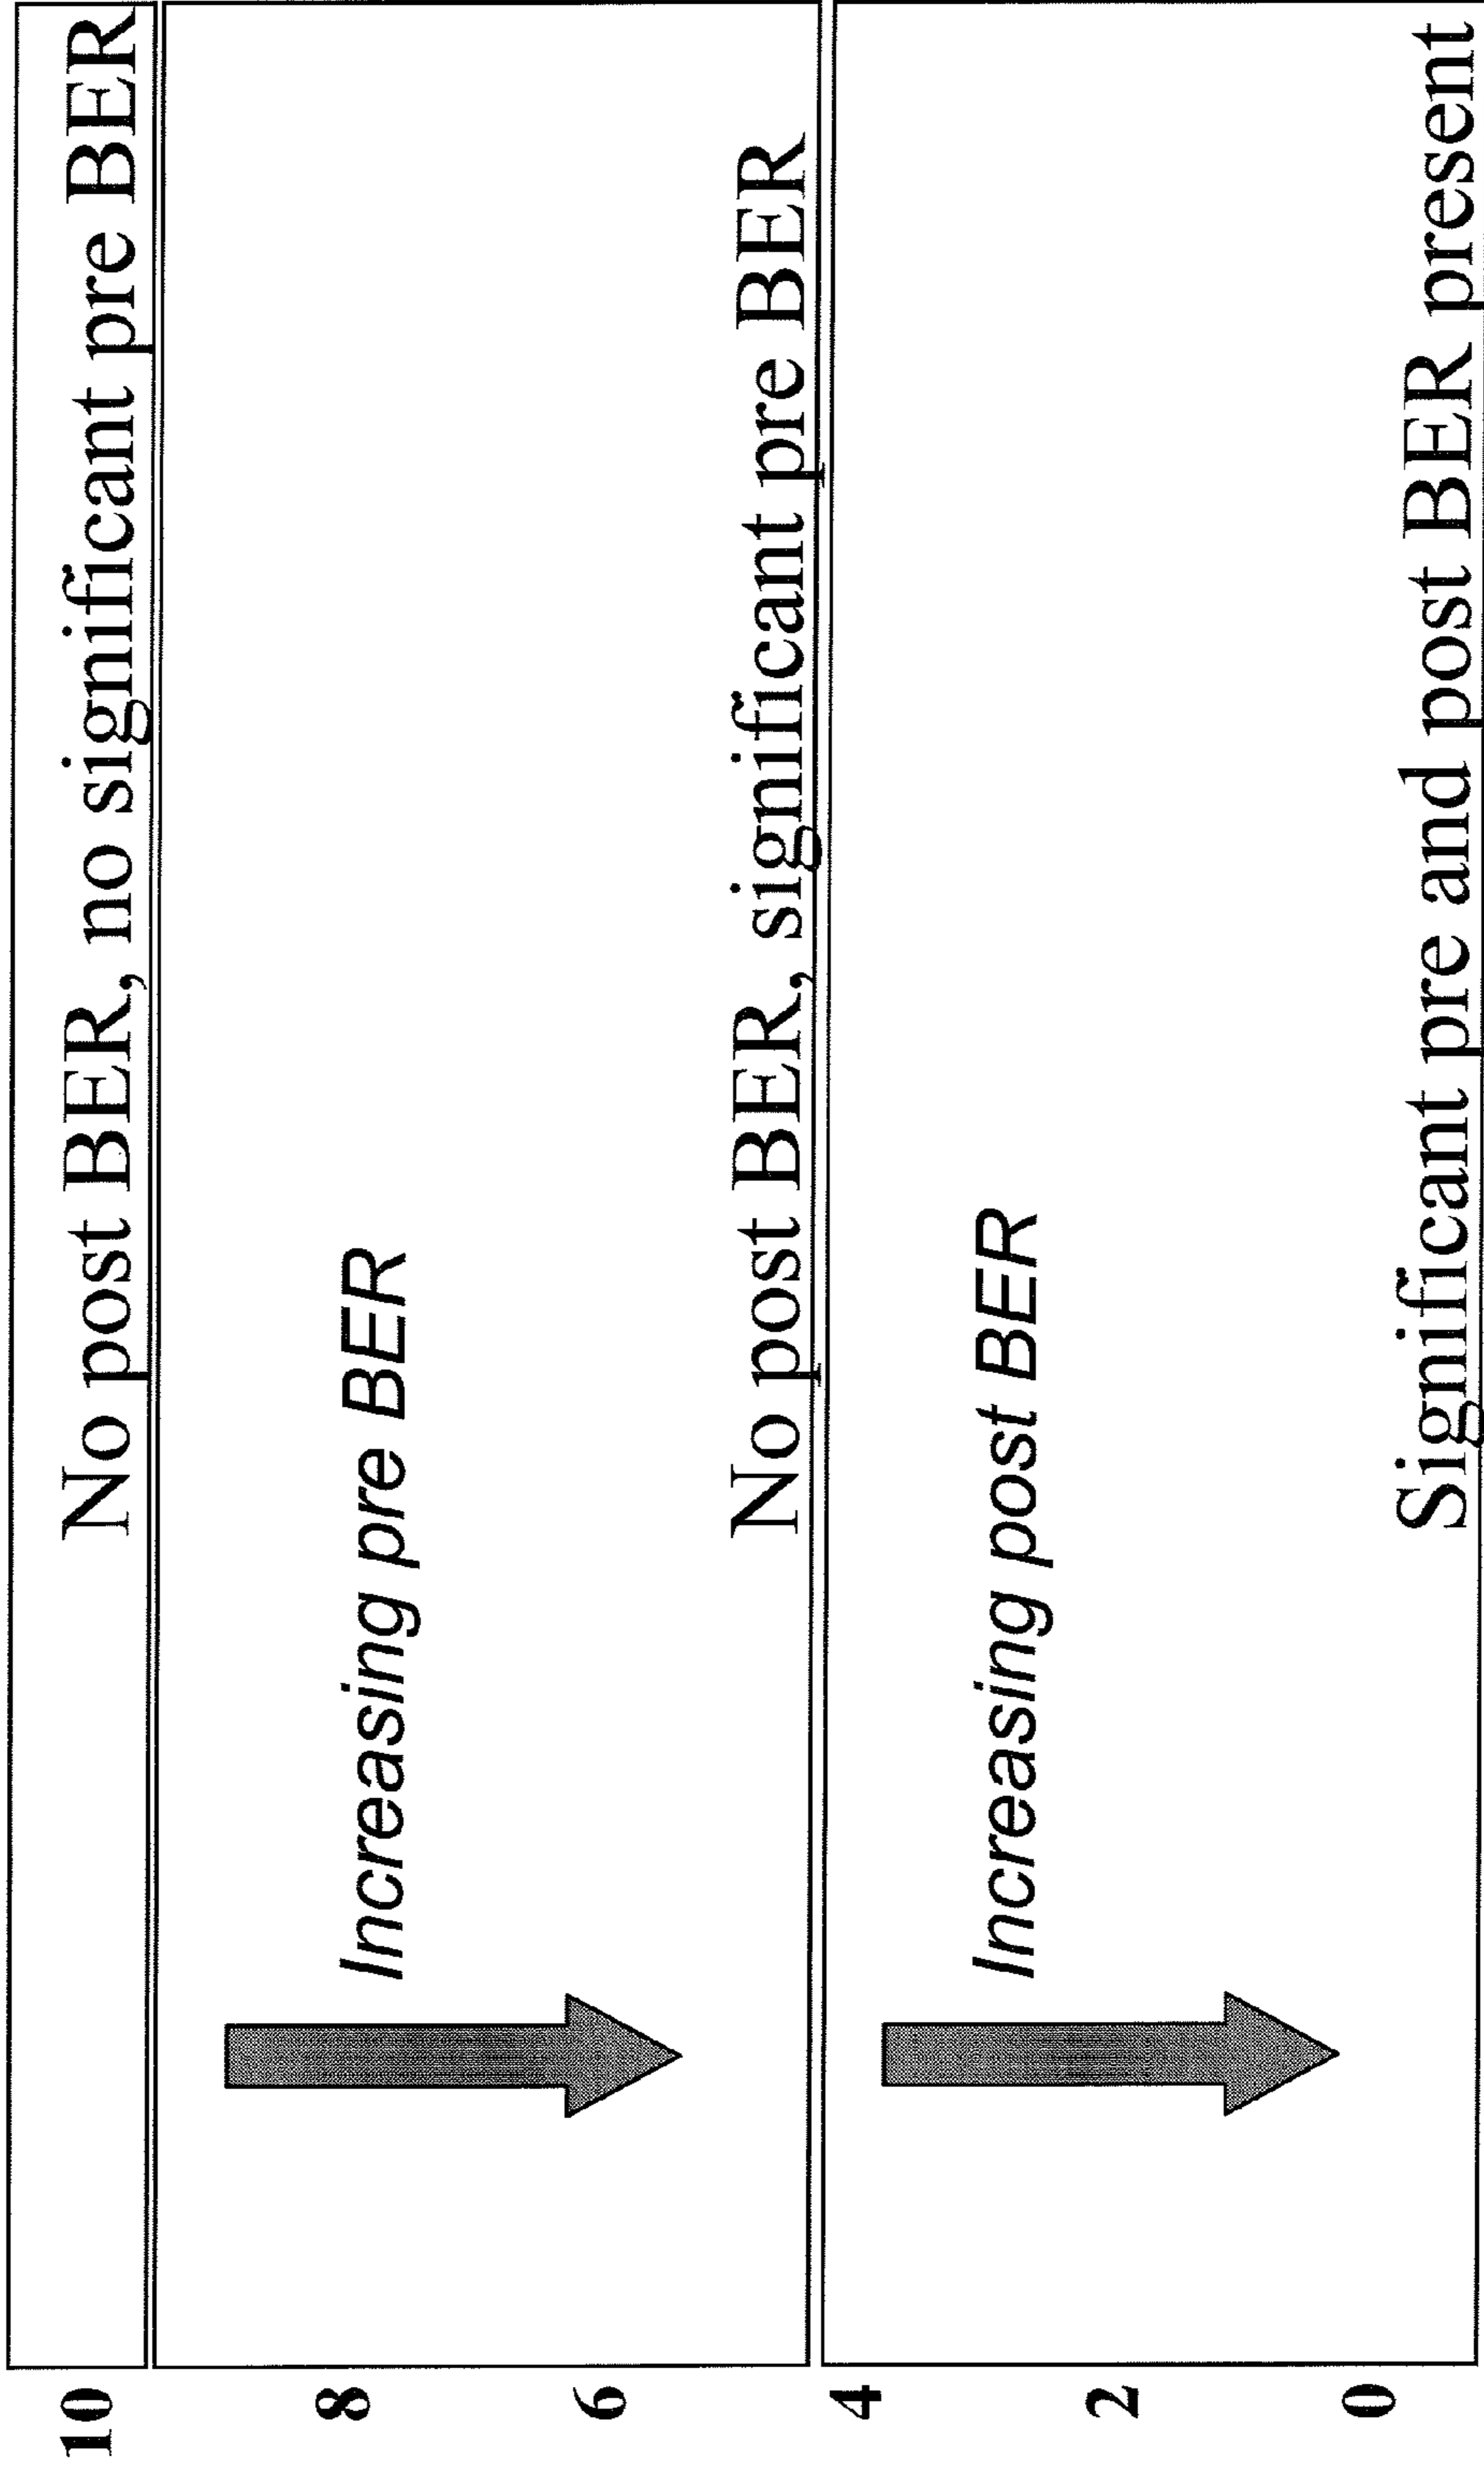 10
No post BER, no significant pre BER
8
Increasing pre BER
6
No post BER, significant pre BER
4
Increasing post BER
2
0
Significant pre and post BER present